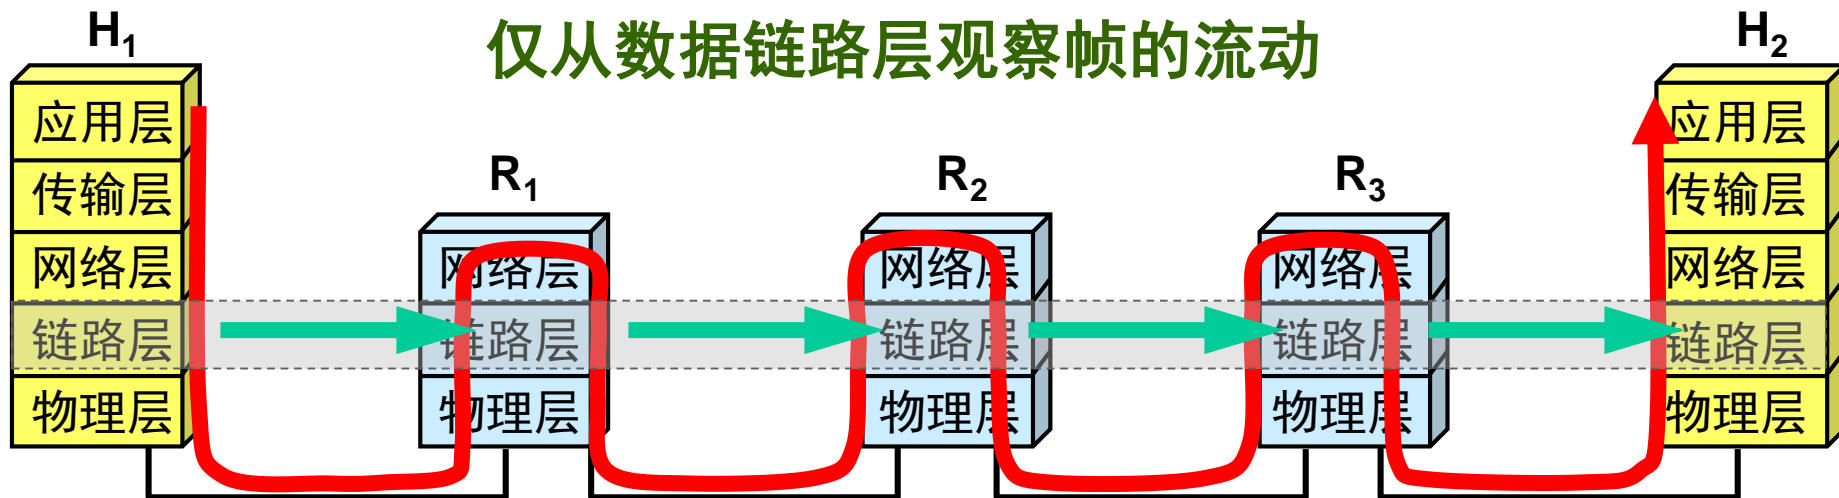 仅从数据链路层观察帧的流动
H₁
应用层
传输层
网络层
链路层
物理层
R₁
网络层
链路层
物理层
R₂
网络层
链路层
物理层
R₃
网络层
链路层
物理层
H₂
应用层
传输层
网络层
链路层
物理层